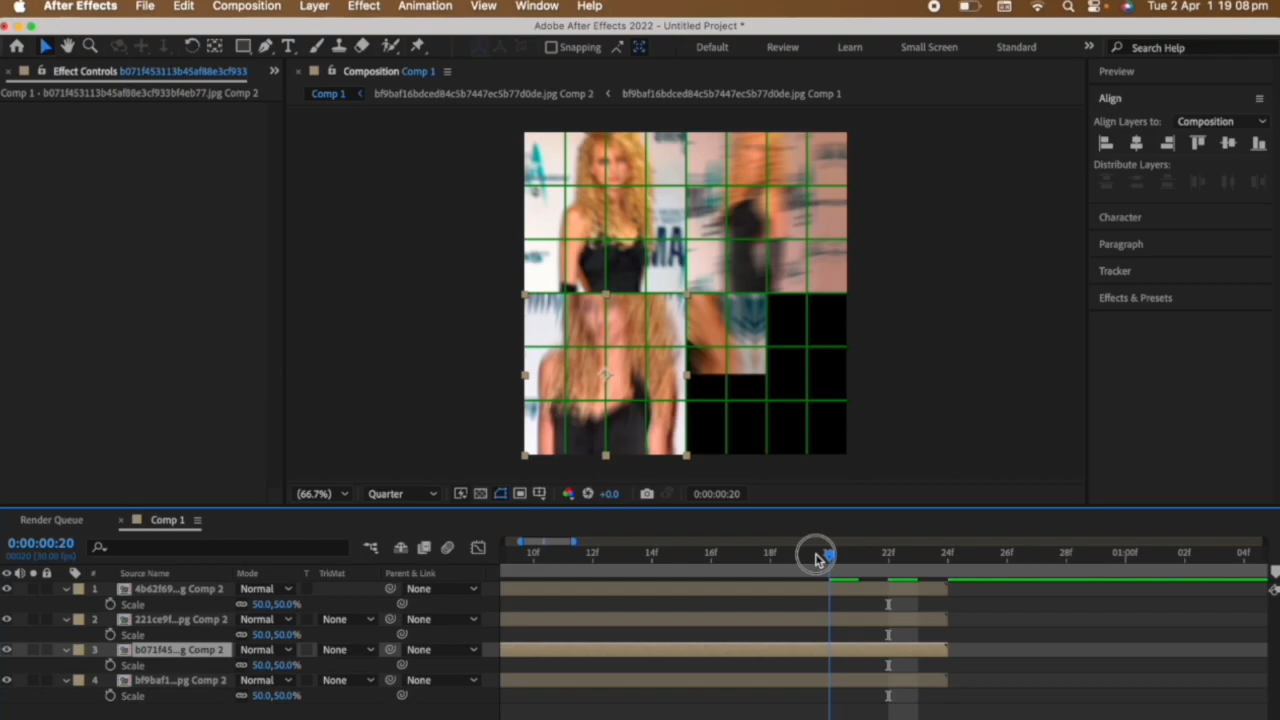 After Effects File Edit Composition Layer Effect Animation View Window Help Tue 2 Apr 1 19 08 pm
Adobe After Effects 2022 - Untitled Project *
Snapping Default Review Learn Small Screen Standard Search Help
Effect Controls b071f453113b45af88e3cf933 Composition Comp 1 Preview
Comp 1 · b071f453113b45af88e3cf933bf4eb77.jpg Comp 2 Comp 1 bf9baf16bdced84c5b7447ec5b77d0de.jpg Comp 2 bf9baf16bdced84c5b7447ec5b77d0de.jpg Comp 1 Align
Align Layers to: Composition
Distribute Layers:
Character
Paragraph
Tracker
Effects & Presets
(66.7%) Quarter +0.0 0:00:00:20
Render Queue Comp 1
0:00:00:20
00020 (30.00 fps)
10f 12f 14f 16f 18f 22f 24f 26f 28f 01:00f 02f 04f
# Source Name Mode T TrkMat Parent & Link
1 4b62f69...g Comp 2 Normal None
Scale 50.0,50.0%
2 221ce9f...pg Comp 2 Normal None None
Scale 50.0,50.0%
3 b071f45...g Comp 2 Normal None None
Scale 50.0,50.0%
4 bf9baf1...pg Comp 2 Normal None None
Scale 50.0,50.0%